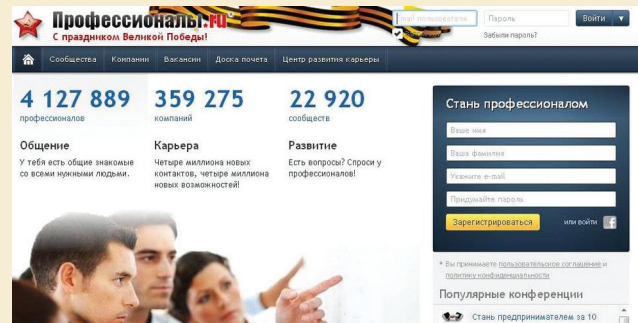 Профессионалы.ru
С праздником Великой Победы!
mail пользователя
Пароль
Войти
Забыли пароль?
Сообщества Компании Вакансии Доска почета Центр развития карьеры
4 127 889
профессионалов
359 275
компаний
22 920
сообществ
Общение
У тебя есть общие знакомые
со всеми нужными людьми.
Карьера
Четыре миллиона новых
контактов, четыре миллиона
новых возможностей!
Развитие
Есть вопросы? Спроси у
профессионалов!
Стань профессионалом
Ваше имя
Ваша фамилия
Укажите e-mail
Придумайте пароль
Зарегистрироваться или войти f
* Вы принимаете пользовательское соглашение и
политику конфиденциальности
Популярные конференции
Стань предпринимателем за 10